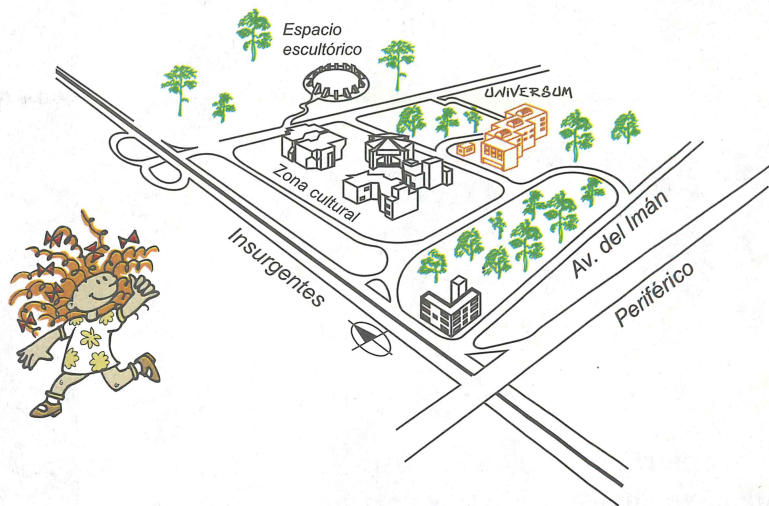 Espacio
escultórico
UNIVERSUM
Zona cultural
Insurgentes
Av. del Imán
Periférico